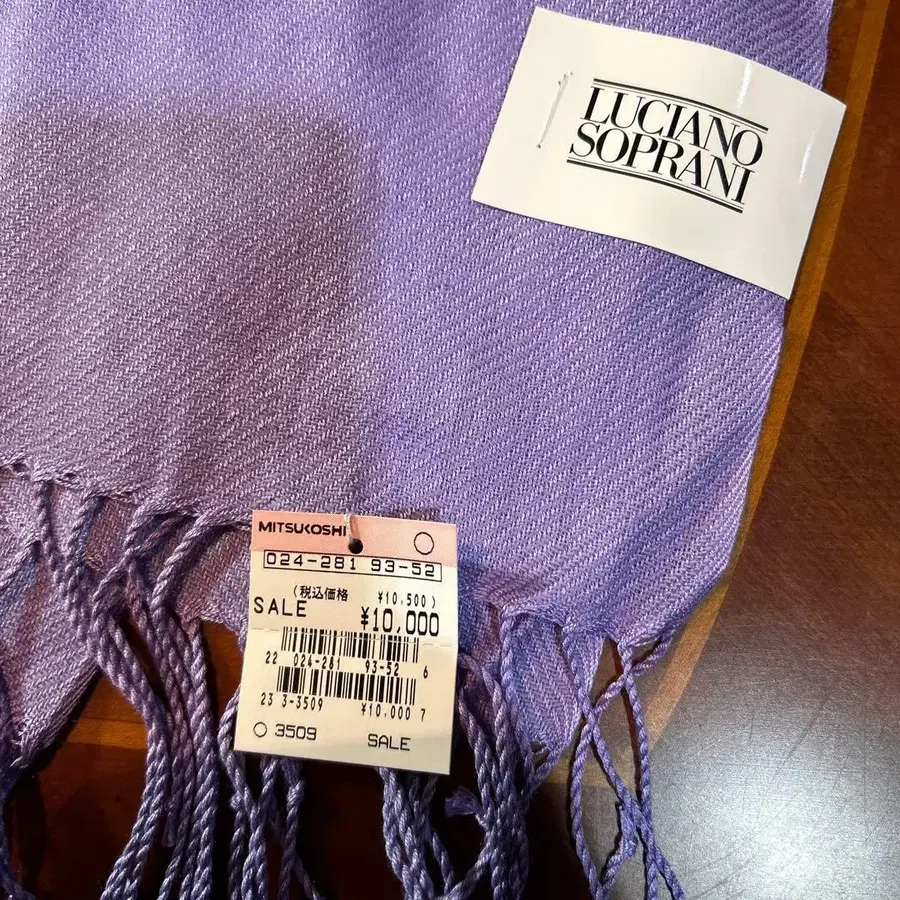 LUCIANO
SOPRANI
MITSUKOSHI
024-281 93-52
(税込価格 ¥10,500)
SALE ¥10,000
22 024-281 93-52 6
23 3-3509 ¥10,000 7
3509 SALE